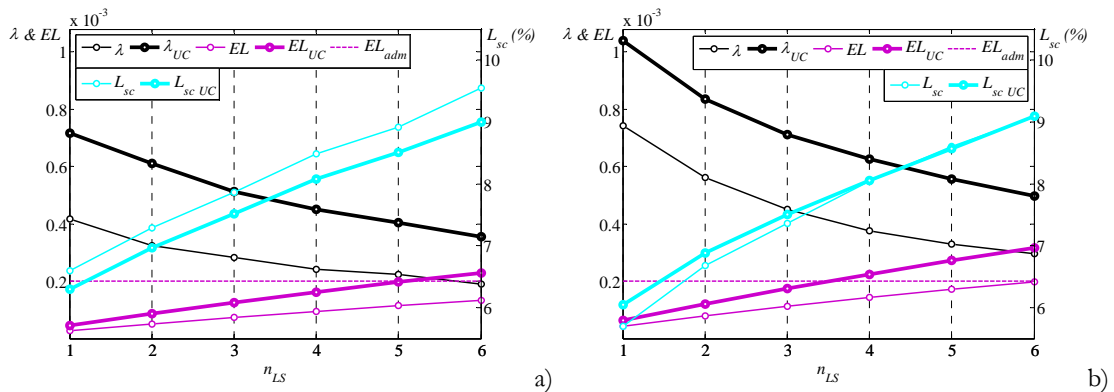 x 10⁻³
λ & EL
L_sc (%)
λ λ_UC EL EL_UC EL_adm
L_sc L_sc UC
1
0.8
0.6
0.4
0.2
10
9
8
7
6
1 2 3 4 5 6
n_LS
a)
x 10⁻³
λ & EL
L_sc (%)
λ λ_UC EL EL_UC EL_adm
L_sc L_sc UC
1
0.8
0.6
0.4
0.2
10
9
8
7
6
1 2 3 4 5 6
n_LS
b)